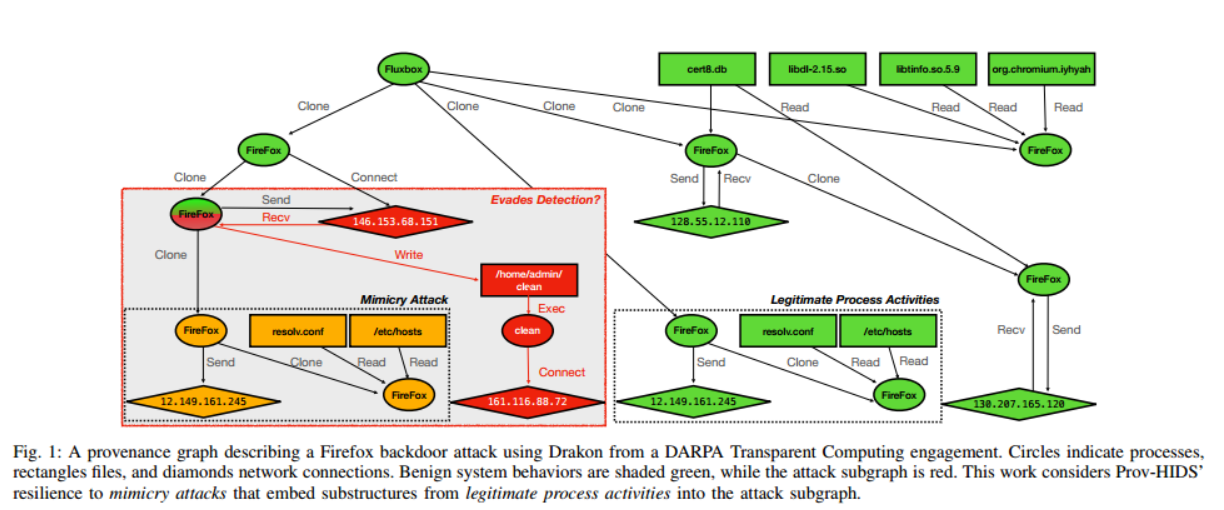 Fluxbox
cert8.db
libdl-2.15.so
libtinfo.so.5.9
org.chromium.iyhyah
Clone
Clone
Clone
Clone
Read
Read
Read
Read
FireFox
FireFox
FireFox
Clone
Connect
Send
Recv
Clone
Evades Detection?
FireFox
Send
Recv
146.153.68.151
128.55.12.110
Clone
Write
/home/admin/
clean
FireFox
Mimicry Attack
Legitimate Process Activities
Exec
FireFox
resolv.conf
/etc/hosts
clean
FireFox
resolv.conf
/etc/hosts
Recv
Send
Send
Clone
Read
Read
Connect
Send
Clone
Read
Read
12.149.161.245
FireFox
161.116.88.72
12.149.161.245
FireFox
130.207.165.120
Fig. 1: A provenance graph describing a Firefox backdoor attack using Drakon from a DARPA Transparent Computing engagement. Circles indicate processes,
rectangles files, and diamonds network connections. Benign system behaviors are shaded green, while the attack subgraph is red. This work considers Prov-HIDS'
resilience to mimicry attacks that embed substructures from legitimate process activities into the attack subgraph.